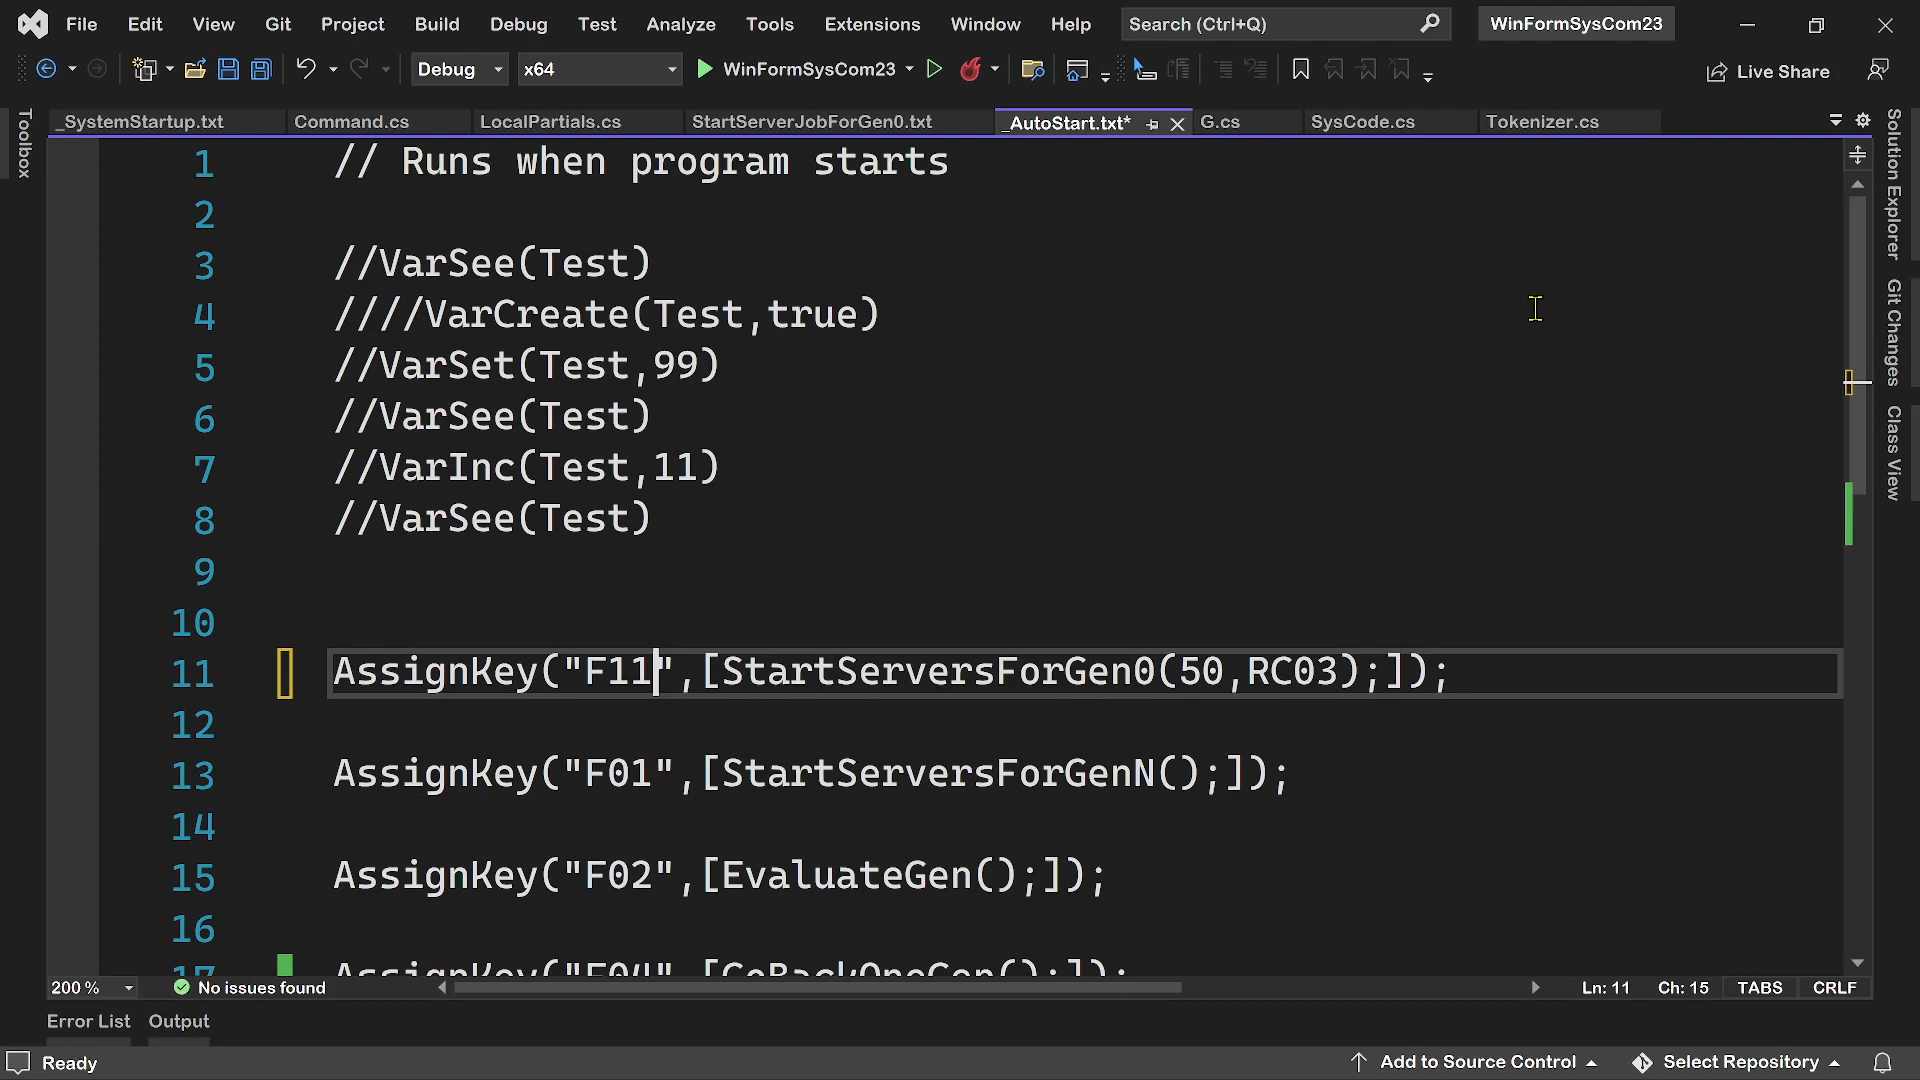 File Edit View Git Project Build Debug Test Analyze Tools Extensions Window Help Search (Ctrl+Q) WinFormSysCom23
Debug x64 WinFormSysCom23 Live Share
_SystemStartup.txt Command.cs LocalPartials.cs StartServerJobForGen0.txt _AutoStart.txt* G.cs SysCode.cs Tokenizer.cs
Toolbox
Solution Explorer
Git Changes
Class View
1 // Runs when program starts
2
3 //VarSee(Test)
4 ////VarCreate(Test,true)
5 //VarSet(Test,99)
6 //VarSee(Test)
7 //VarInc(Test,11)
8 //VarSee(Test)
9
10
11 AssignKey("F11",[StartServersForGen0(50,RC03);]);
12
13 AssignKey("F01",[StartServersForGenN();]);
14
15 AssignKey("F02",[EvaluateGen();]);
16
17 AssignKey("F04",[GoBackOneGen();]);
200 % No issues found Ln: 11 Ch: 15 TABS CRLF
Error List Output
Ready Add to Source Control Select Repository